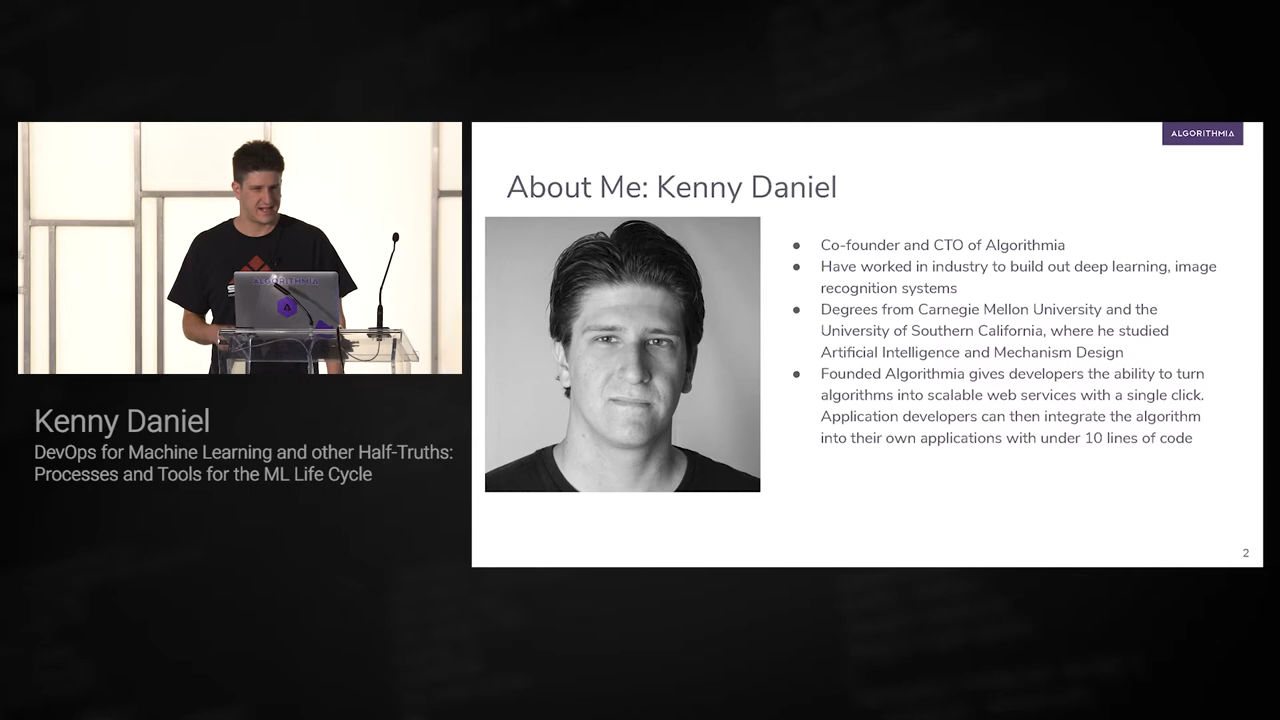 ALGORITHMIA
About Me: Kenny Daniel
● Co-founder and CTO of Algorithmia
● Have worked in industry to build out deep learning, image
recognition systems
● Degrees from Carnegie Mellon University and the
University of Southern California, where he studied
Artificial Intelligence and Mechanism Design
● Founded Algorithmia gives developers the ability to turn
algorithms into scalable web services with a single click.
Application developers can then integrate the algorithm
into their own applications with under 10 lines of code
2
ALGORITHMIA
Kenny Daniel
DevOps for Machine Learning and other Half-Truths:
Processes and Tools for the ML Life Cycle